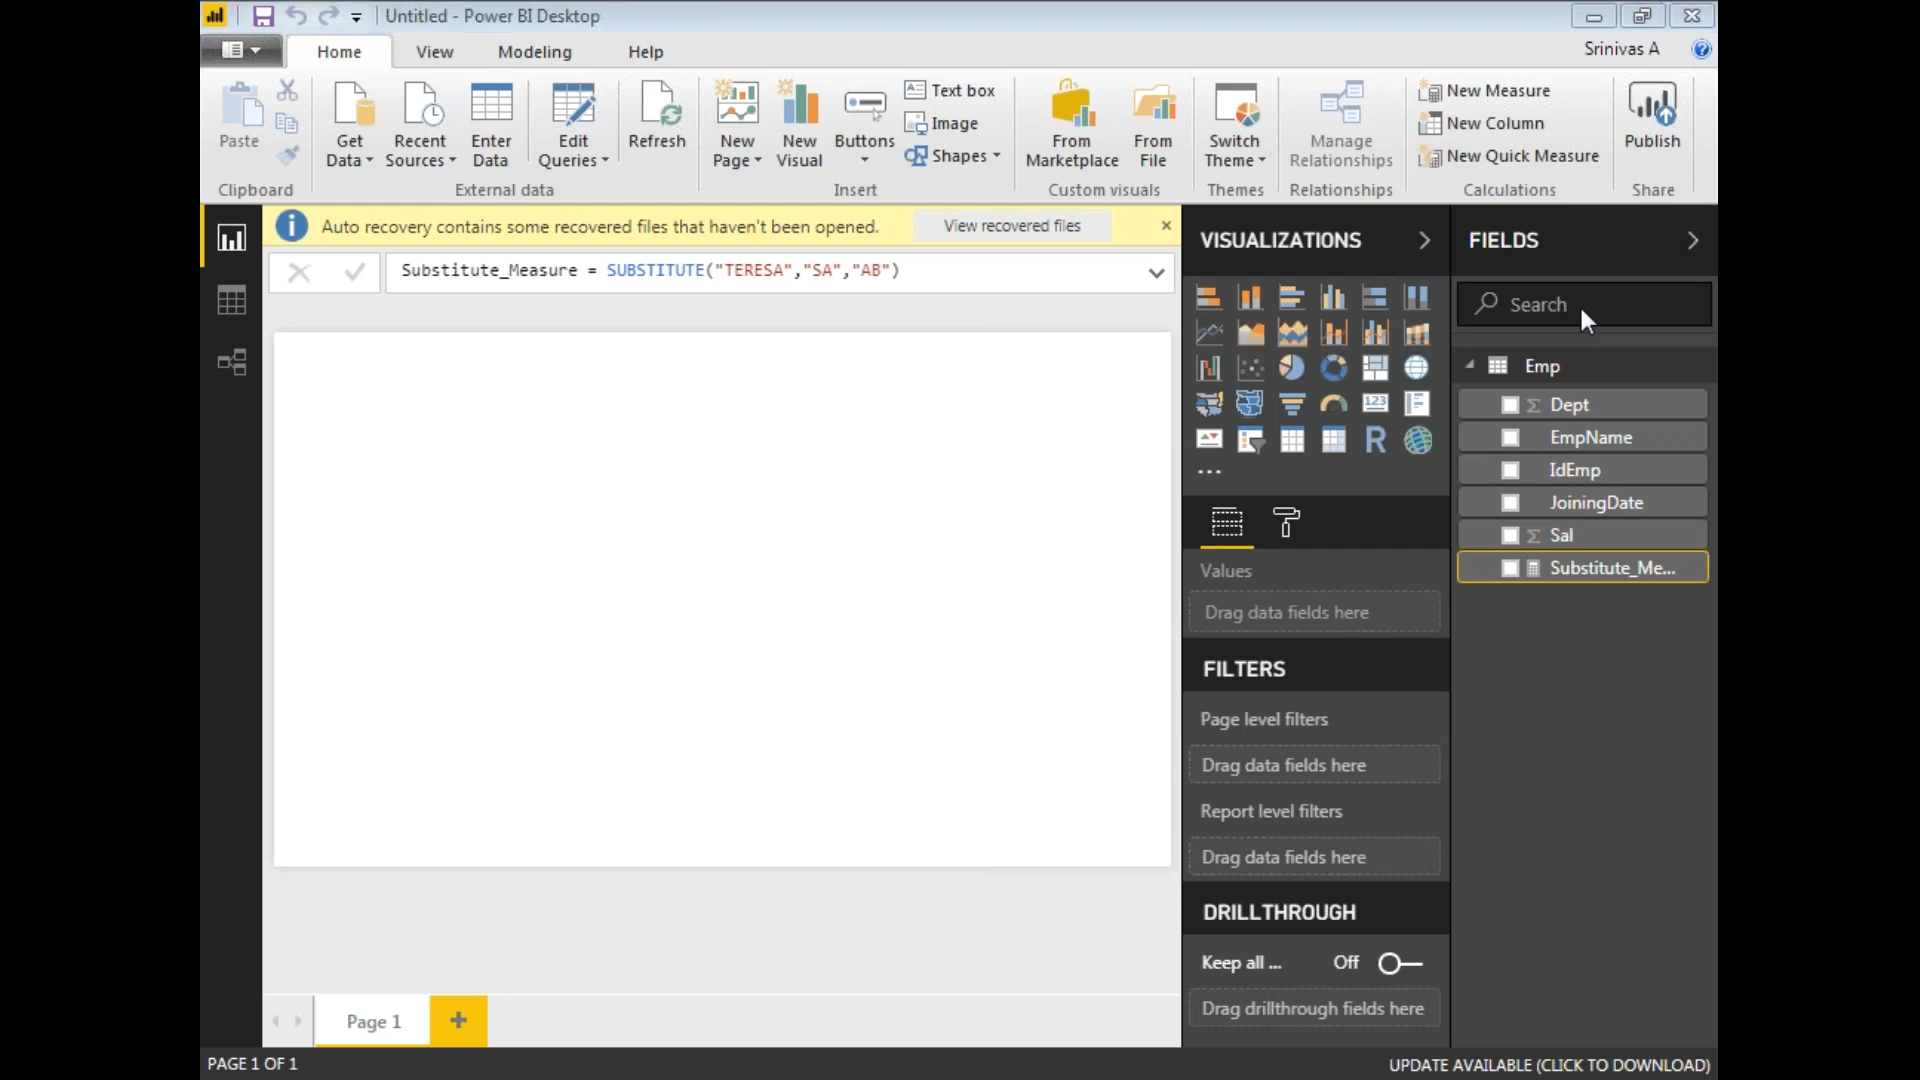 Untitled - Power BI Desktop
Home View Modeling Help Srinivas A
Paste
Clipboard
Get Data
Recent Sources
Enter Data
Edit Queries
Refresh
External data
New Page
New Visual
Buttons
Text box
Image
Shapes
Insert
From Marketplace
From File
Custom visuals
Switch Theme
Themes
Manage Relationships
Relationships
New Measure
New Column
New Quick Measure
Calculations
Publish
Share
Auto recovery contains some recovered files that haven't been opened. View recovered files
Substitute_Measure = SUBSTITUTE("TERESA","SA","AB")
VISUALIZATIONS
123
R
Values
Drag data fields here
FILTERS
Page level filters
Drag data fields here
Report level filters
Drag data fields here
DRILLTHROUGH
Keep all ... Off
Drag drillthrough fields here
FIELDS
Search
Emp
Dept
EmpName
IdEmp
JoiningDate
Sal
Substitute_Me...
Page 1
PAGE 1 OF 1
UPDATE AVAILABLE (CLICK TO DOWNLOAD)